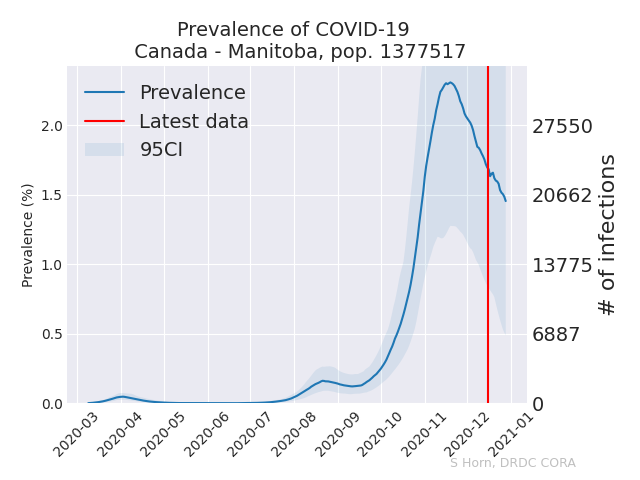 Prevalence of COVID-19
Canada - Manitoba, pop. 1377517
Prevalence
Latest data
95CI
Prevalence (%)
2.0
1.5
1.0
0.5
0.0
27550
20662
13775
6887
0
# of infections
2020-03
2020-04
2020-05
2020-06
2020-07
2020-08
2020-09
2020-10
2020-11
2020-12
2021-01
S Horn, DRDC CORA